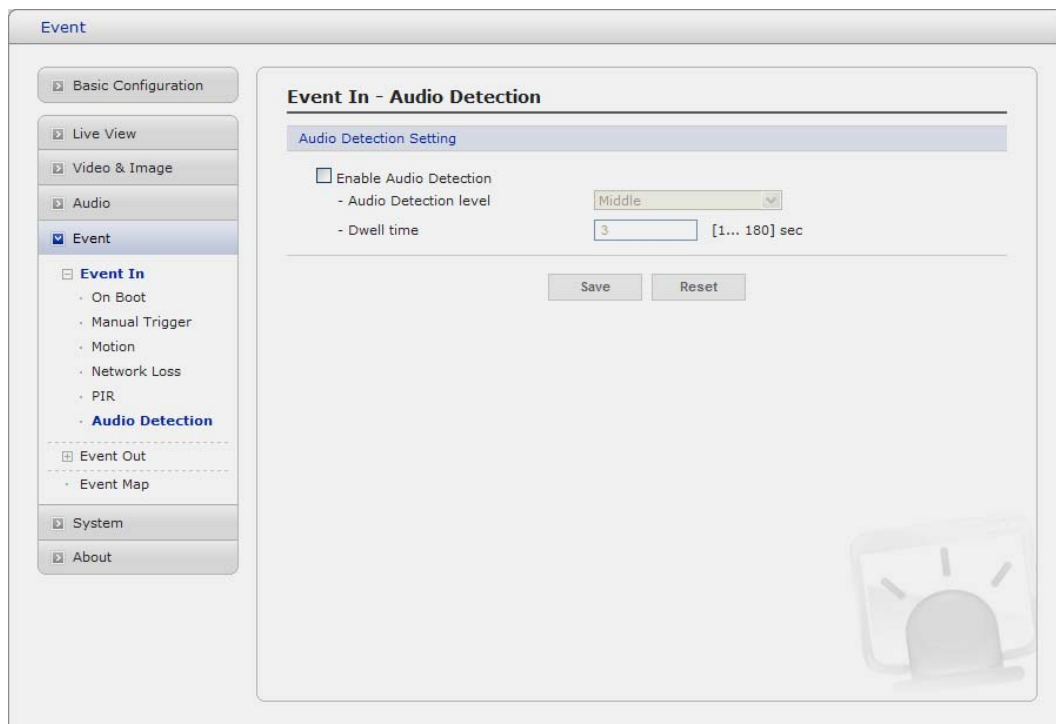 Event
Basic Configuration
Live View
Video & Image
Audio
Event
Event In
On Boot
Manual Trigger
Motion
Network Loss
PIR
Audio Detection
Event Out
Event Map
System
About
Event In - Audio Detection
Audio Detection Setting
Enable Audio Detection
- Audio Detection level Middle
- Dwell time 3 [1... 180] sec
Save Reset